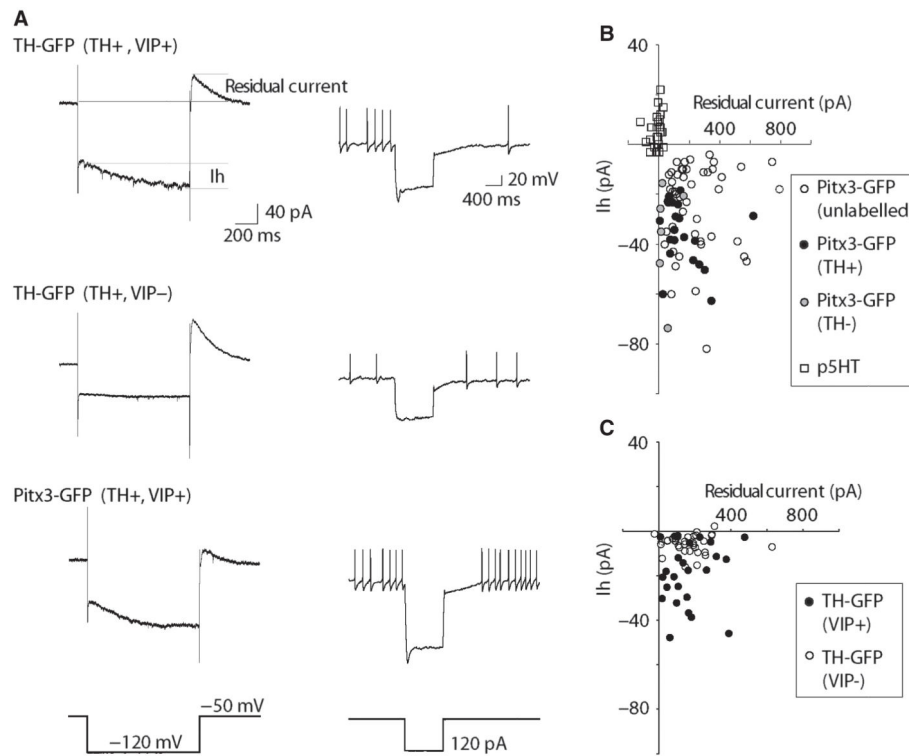 A
TH-GFP (TH+ , VIP+)
Residual current
Ih
40 pA
200 ms
20 mV
400 ms
TH-GFP (TH+, VIP−)
Pitx3-GFP (TH+, VIP+)
−50 mV
−120 mV
120 pA
B
40
Residual current (pA)
400 800
Ih (pA)
−40
−80
Pitx3-GFP
(unlabelled)
Pitx3-GFP
(TH+)
Pitx3-GFP
(TH-)
p5HT
C
40
Residual current (pA)
400 800
Ih (pA)
−40
−80
TH-GFP
(VIP+)
TH-GFP
(VIP-)